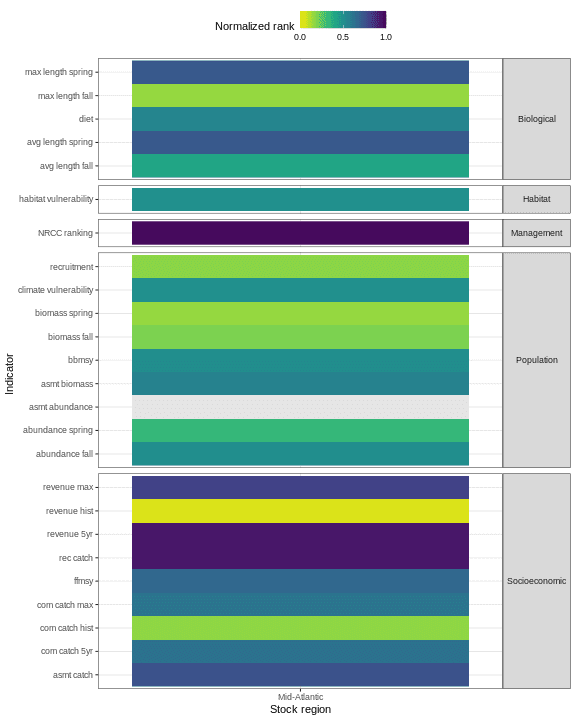 Normalized rank
0.0 0.5 1.0
max length spring
max length fall
diet
avg length spring
avg length fall
Biological
habitat vulnerability
Habitat
NRCC ranking
Management
recruitment
climate vulnerability
biomass spring
biomass fall
bbmsy
asmt biomass
asmt abundance
abundance spring
abundance fall
Population
revenue max
revenue hist
revenue 5yr
rec catch
ffmsy
com catch max
com catch hist
com catch 5yr
asmt catch
Socioeconomic
Indicator
Mid-Atlantic
Stock region